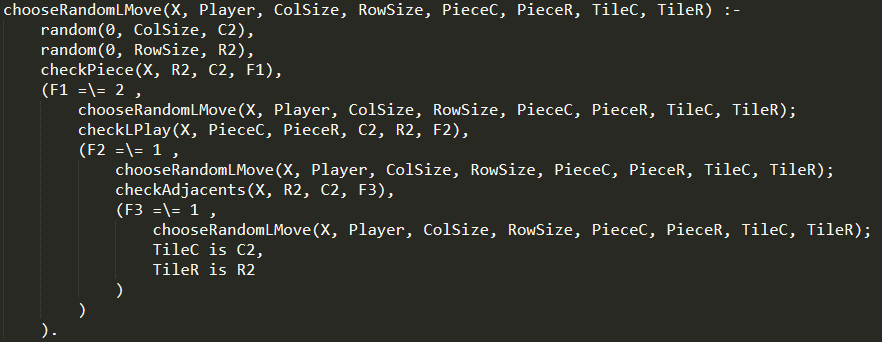 chooseRandomLMove(X, Player, ColSize, RowSize, PieceC, PieceR, TileC, TileR) :-
    random(0, ColSize, C2),
    random(0, RowSize, R2),
    checkPiece(X, R2, C2, F1),
    (F1 =\= 2 ,
        chooseRandomLMove(X, Player, ColSize, RowSize, PieceC, PieceR, TileC, TileR);
        checkLPlay(X, PieceC, PieceR, C2, R2, F2),
        (F2 =\= 1 ,
            chooseRandomLMove(X, Player, ColSize, RowSize, PieceC, PieceR, TileC, TileR);
            checkAdjacents(X, R2, C2, F3),
            (F3 =\= 1 ,
                chooseRandomLMove(X, Player, ColSize, RowSize, PieceC, PieceR, TileC, TileR);
                TileC is C2,
                TileR is R2
            )
        )
    ).